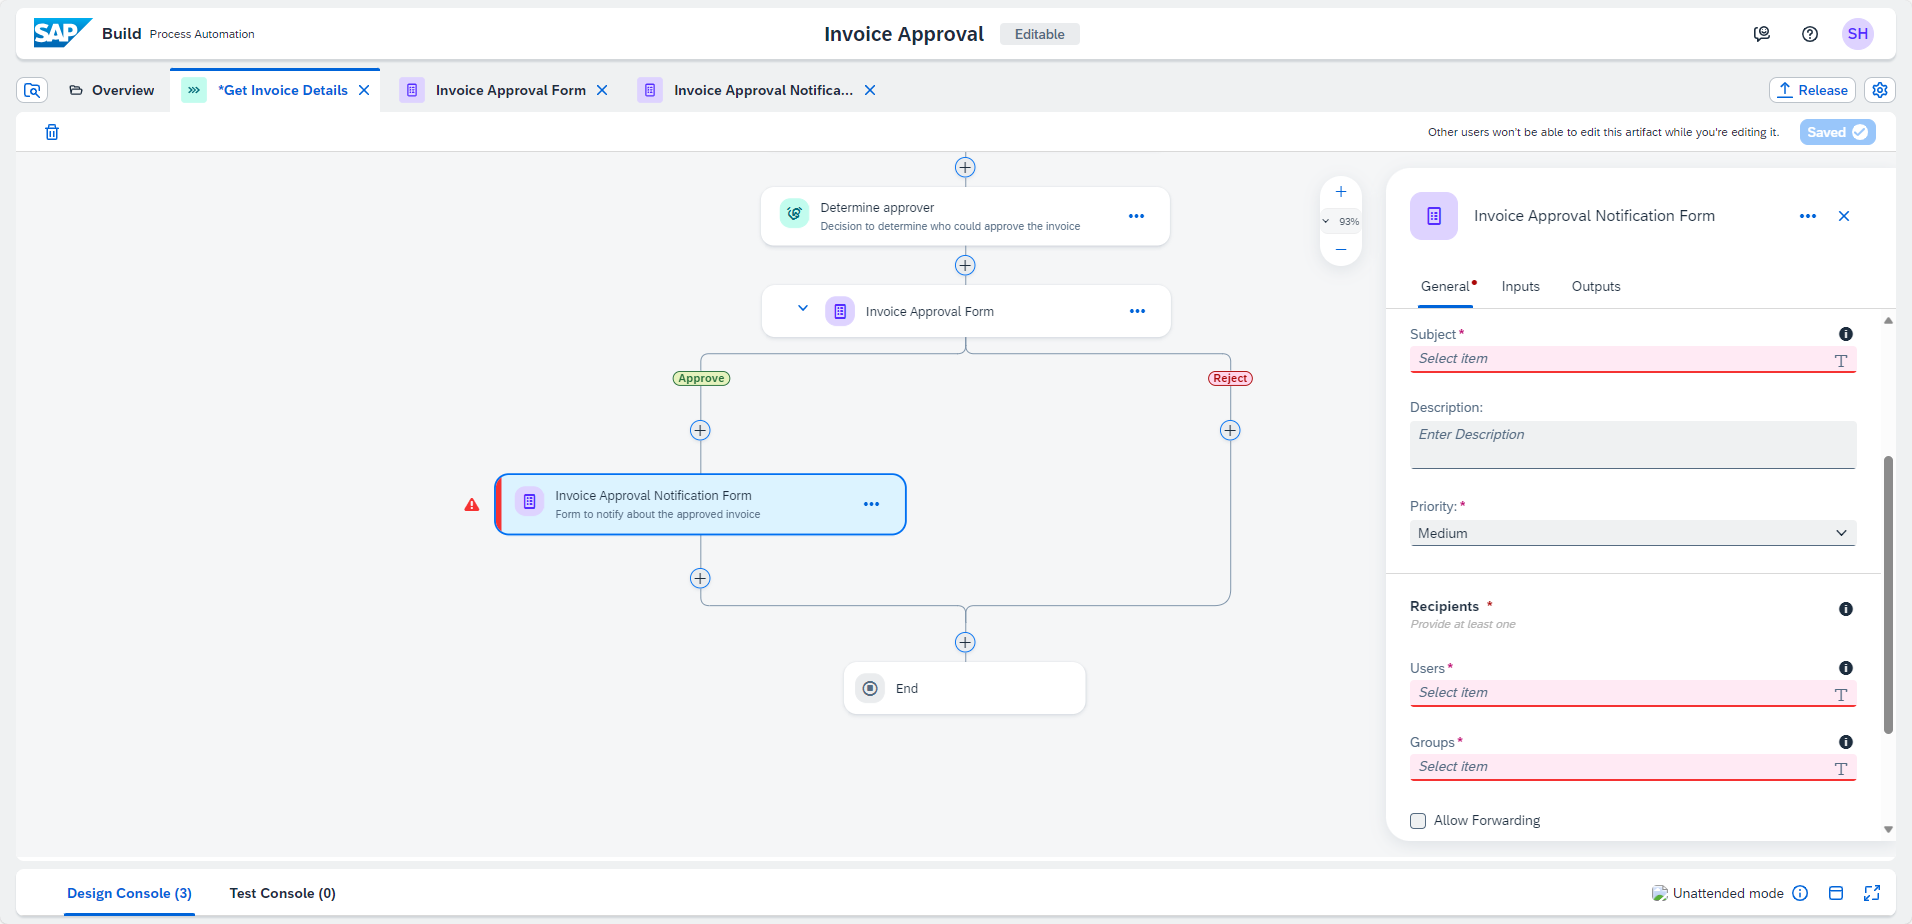 SAP Build Process Automation
Invoice Approval Editable
SH
Overview
*Get Invoice Details
Invoice Approval Form
Invoice Approval Notifica...
Release
Other users won't be able to edit this artifact while you're editing it.
Saved
Determine approver
Decision to determine who could approve the invoice
Invoice Approval Form
Approve
Reject
Invoice Approval Notification Form
Form to notify about the approved invoice
End
93%
Invoice Approval Notification Form
General Inputs Outputs
Subject*
Select item
T
Description:
Enter Description
Priority:*
Medium
Recipients *
Provide at least one
Users*
Select item
T
Groups*
Select item
T
Allow Forwarding
Design Console (3) Test Console (0)
Unattended mode